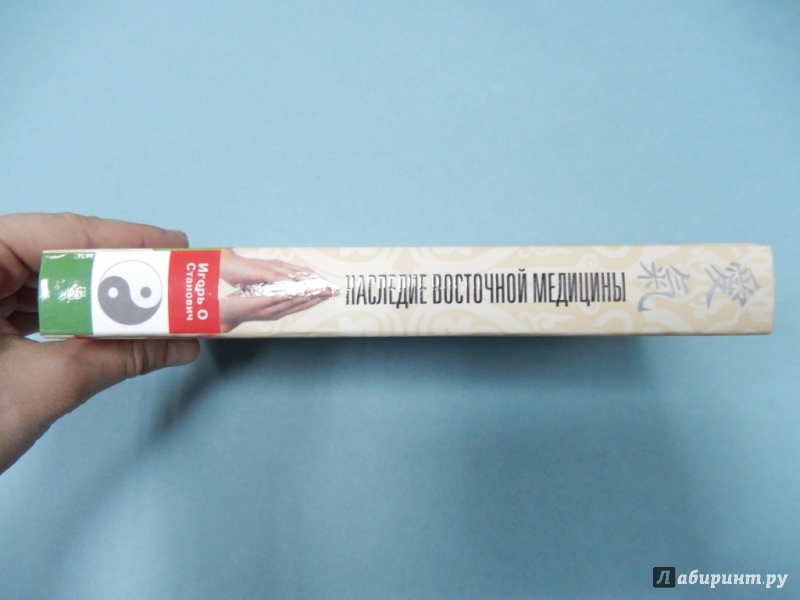 Игорь О
Станович
НАСЛЕДИЕ ВОСТОЧНОЙ МЕДИЦИНЫ
氣
愛
Лабиринт.ру